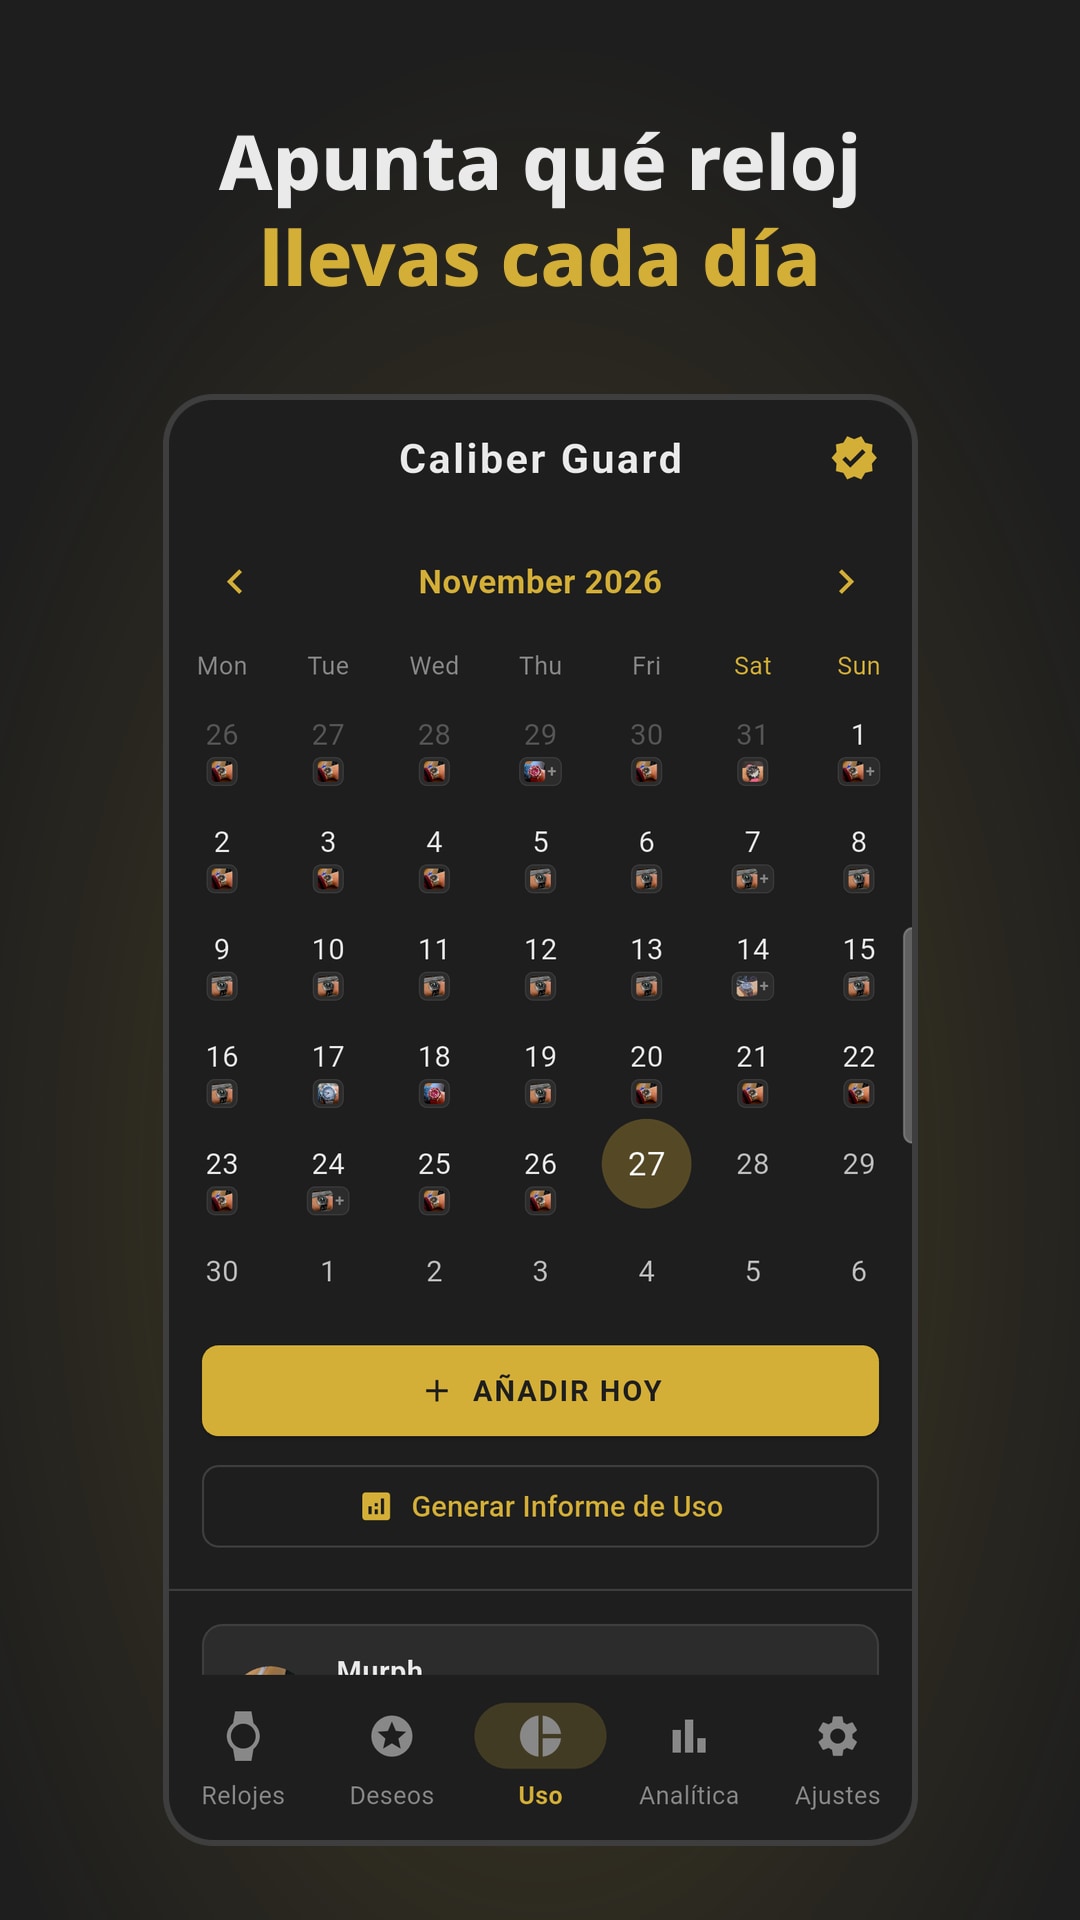 Apunta qué reloj
llevas cada día
Caliber Guard
November 2026
Mon Tue Wed Thu Fri Sat Sun
26 27 28 29 30 31 1
+ +
2 3 4 5 6 7 8
+
9 10 11 12 13 14 15
+
16 17 18 19 20 21 22
23 24 25 26 27 28 29
+
30 1 2 3 4 5 6
+ AÑADIR HOY
Generar Informe de Uso
Murph
Relojes Deseos Uso Analítica Ajustes